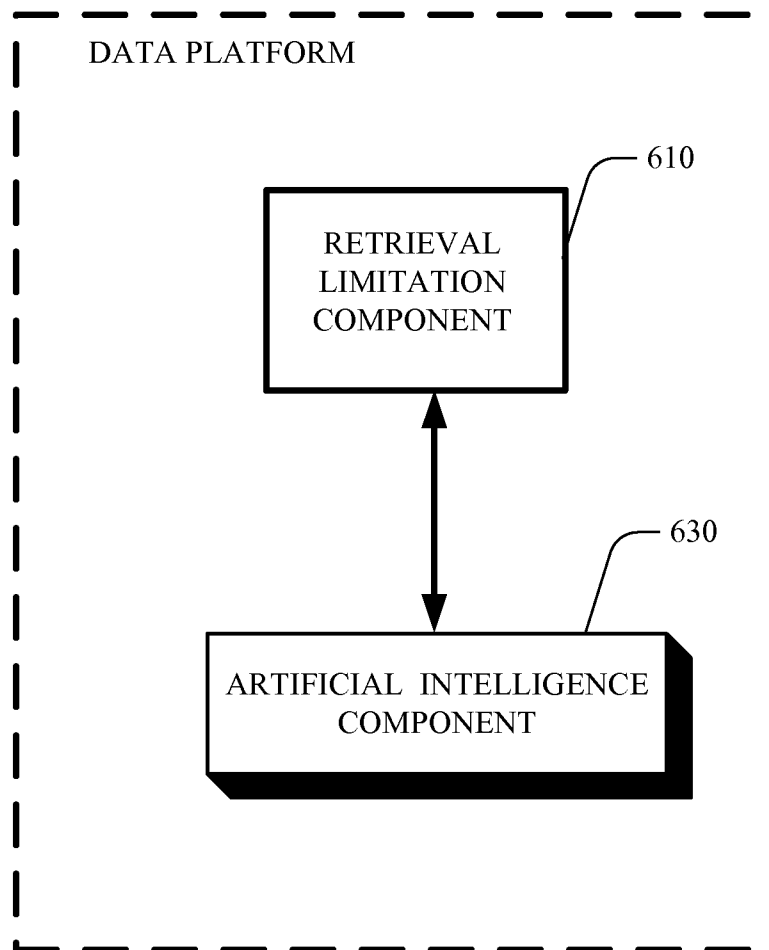 DATA PLATFORM
610
RETRIEVAL
LIMITATION
COMPONENT
630
ARTIFICIAL INTELLIGENCE
COMPONENT